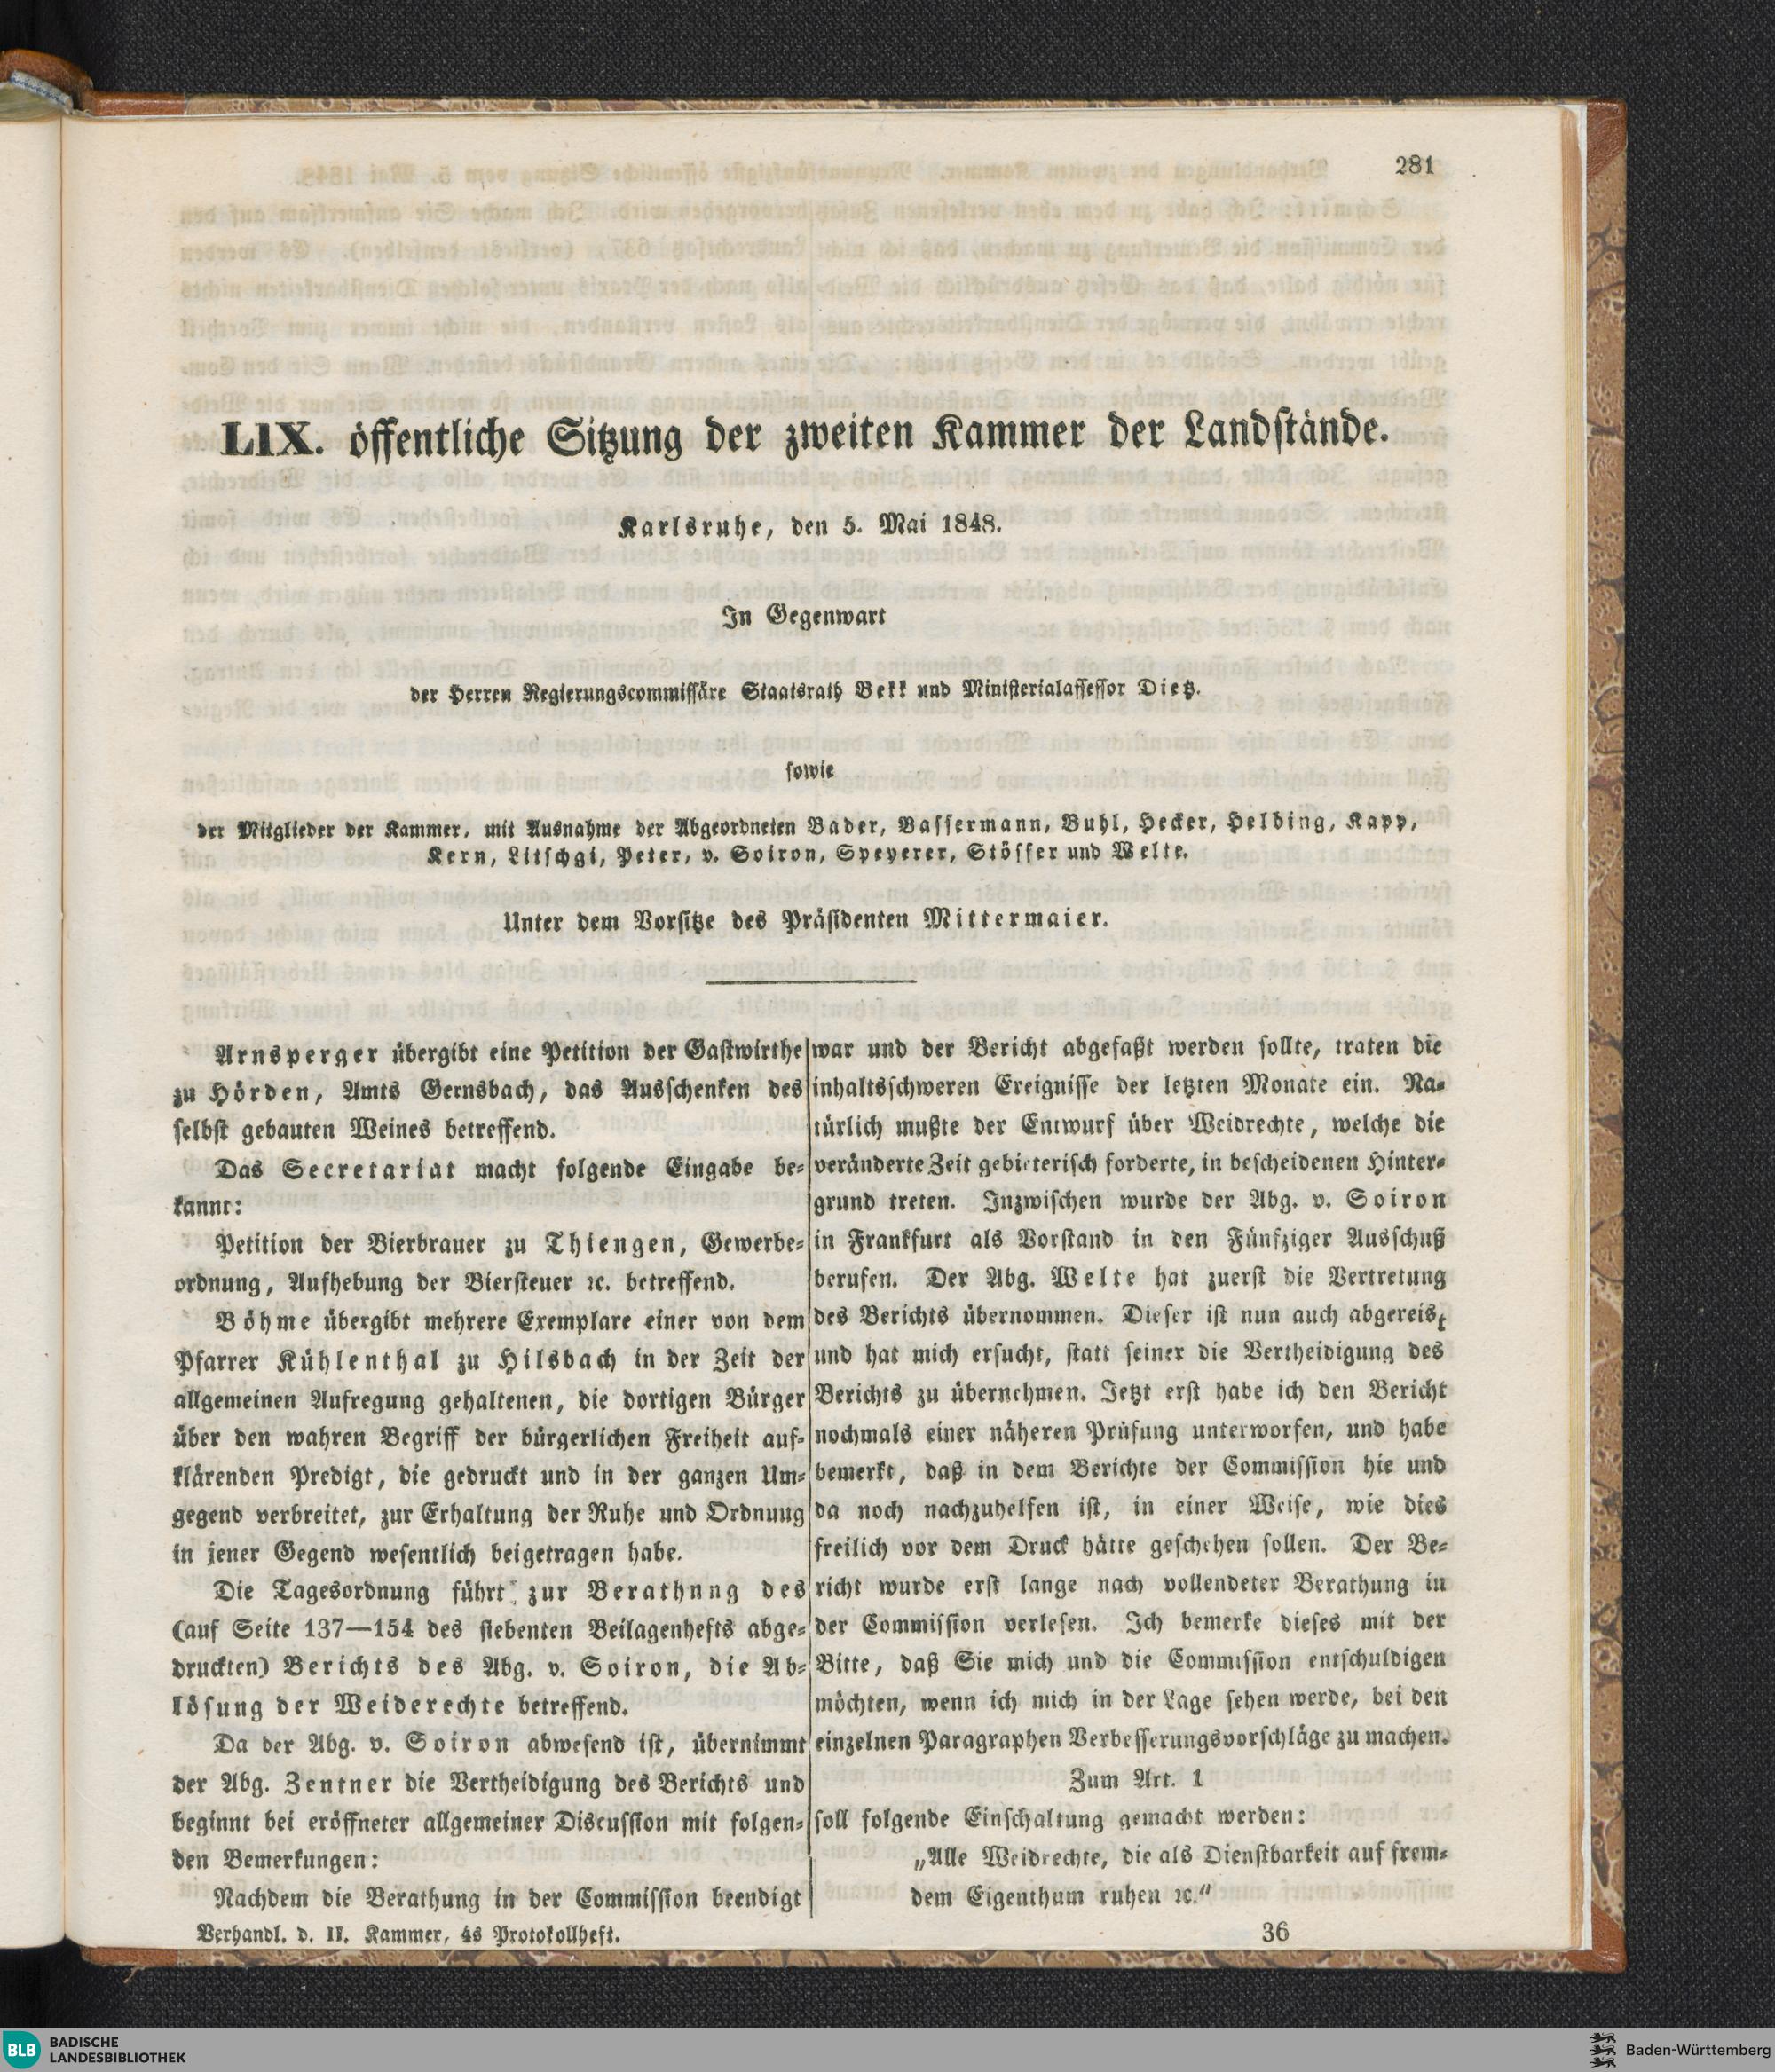 281
LIX. öffentliche Sitzung der zweiten Kammer der Landstände.
Karlsruhe, den 5. Mai 1848.
In Gegenwart
der Herren Regierungscommissäre Staatsrath Bekk und Ministerialassessor Dietz.
sowie
der Mitglieder der Kammer, mit Ausnahme der Abgeordneten Bader, Bassermann, Buhl, Hecker, Helbing, Kapp,
Kern, Litschgi, Peter, v. Soiron, Speyerer, Stösser und Welte.
Unter dem Vorsitze des Präsidenten Mittermaier.
Arnsperger übergibt eine Petition der Gastwirthe
zu Hörden, Amts Gernsbach, das Ausschenken des
selbst gebauten Weines betreffend.
Das Secretariat macht folgende Eingabe be-
kannt:
Petition der Bierbrauer zu Thiengen, Gewerbe-
ordnung, Aufhebung der Biersteuer ꝛc. betreffend.
Böhme übergibt mehrere Exemplare einer von dem
Pfarrer Kühlenthal zu Hilsbach in der Zeit der
allgemeinen Aufregung gehaltenen, die dortigen Bürger
über den wahren Begriff der bürgerlichen Freiheit auf-
klärenden Predigt, die gedruckt und in der ganzen Um-
gegend verbreitet, zur Erhaltung der Ruhe und Ordnuug
in jener Gegend wesentlich beigetragen habe.
Die Tagesordnung führt zur Berathnng des
(auf Seite 137—154 des siebenten Beilagenhefts abge-
druckten) Berichts des Abg. v. Soiron, die Ab-
lösung der Weiderechte betreffend.
Da der Abg. v. Soiron abwesend ist, übernimmt
der Abg. Zentner die Vertheidigung des Berichts und
beginnt bei eröffneter allgemeiner Discussion mit folgen-
den Bemerkungen:
Nachdem die Berathung in der Commission beendigt
war und der Bericht abgefaßt werden sollte, traten die
inhaltsschweren Ereignisse der letzten Monate ein. Na-
türlich mußte der Entwurf über Weidrechte, welche die
veränderte Zeit gebieterisch forderte, in bescheidenen Hinter-
grund treten. Inzwischen wurde der Abg. v. Soiron
in Frankfurt als Vorstand in den Fünfziger Ausschuß
berufen. Der Abg. Welte hat zuerst die Vertretung
des Berichts übernommen. Dieser ist nun auch abgereist
und hat mich ersucht, statt seiner die Vertheidigung des
Berichts zu übernehmen. Jetzt erst habe ich den Bericht
nochmals einer näheren Prüfung unterworfen, und habe
bemerkt, daß in dem Berichte der Commission hie und
da noch nachzuhelfen ist, in einer Weise, wie dies
freilich vor dem Druck hätte geschehen sollen. Der Be-
richt wurde erst lange nach vollendeter Berathung in
der Commission verlesen. Ich bemerke dieses mit der
Bitte, daß Sie mich und die Commission entschuldigen
möchten, wenn ich mich in der Lage sehen werde, bei den
einzelnen Paragraphen Verbesserungsvorschläge zu machen.
Zum Art. 1
soll folgende Einschaltung gemacht werden:
„Alle Weidrechte, die als Dienstbarkeit auf frem-
dem Eigenthum ruhen ꝛc."
Verhandl. d. II. Kammer, 4s Protokollheft.
36
BLB BADISCHE
LANDESBIBLIOTHEK
Baden-Württemberg